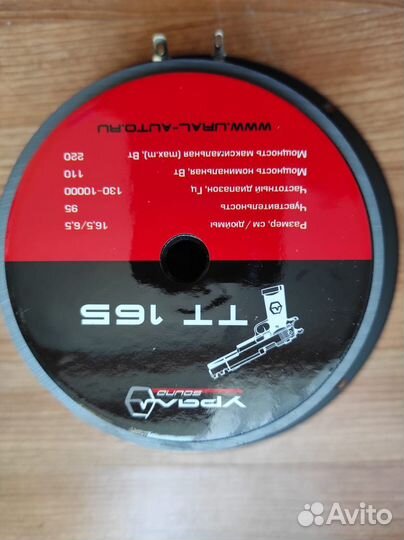 УРАЛ
SOUND
TT 165
Размер, см / дюймы 16,5/6,5
Чувствительность 95
Частотный диапазон, Гц 130-10000
Мощность номинальная, Вт 110
Мощность максимальная (max.m), Вт 220
WWW.URAL-AUTO.RU
Avito